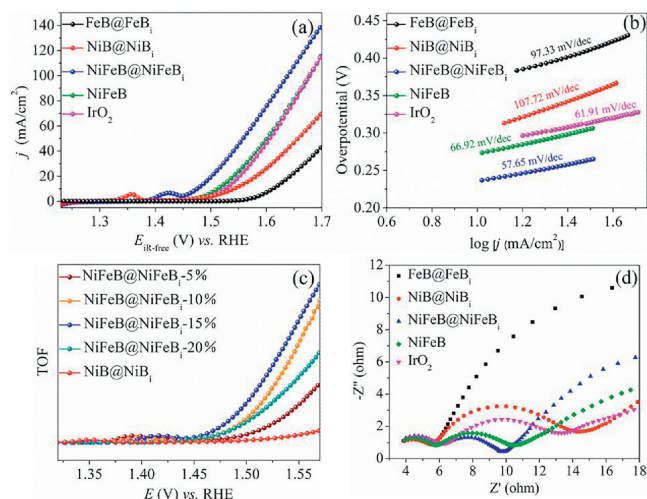 (a)
FeB@FeBi
NiB@NiBi
NiFeB@NiFeBi
NiFeB
IrO2
140
120
100
80
60
40
20
0
j (mA/cm²)
1.3 1.4 1.5 1.6 1.7
EiR-free (V) vs. RHE
(b)
FeB@FeBi
NiB@NiBi
NiFeB@NiFeBi
NiFeB
IrO2
97.33 mV/dec
107.72 mV/dec
61.91 mV/dec
66.92 mV/dec
57.65 mV/dec
0.45
0.40
0.35
0.30
0.25
0.20
Overpotential (V)
0.6 0.8 1.0 1.2 1.4 1.6 1.8
log [j (mA/cm²)]
(c)
NiFeB@NiFeBi-5%
NiFeB@NiFeBi-10%
NiFeB@NiFeBi-15%
NiFeB@NiFeBi-20%
NiB@NiBi
TOF
1.35 1.40 1.45 1.50 1.55
E (V) vs. RHE
(d)
FeB@FeBi
NiB@NiBi
NiFeB@NiFeBi
NiFeB
IrO2
12
10
8
6
4
2
0
-Z'' (ohm)
2 4 6 8 10 12 14 16 18
Z' (ohm)